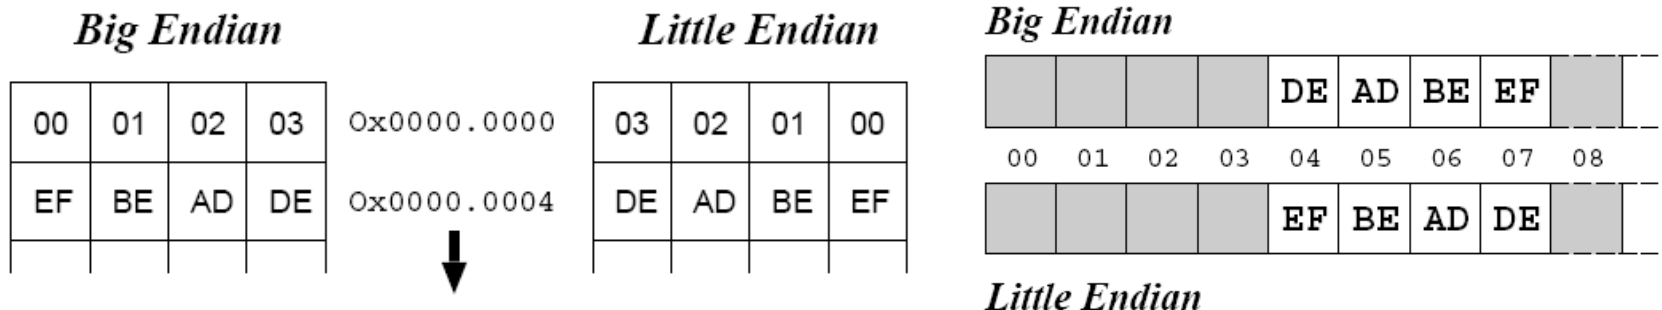 Big Endian
00 01 02 03
EF BE AD DE
0x0000.0000
0x0000.0004
Little Endian
03 02 01 00
DE AD BE EF
Big Endian
DE AD BE EF
00 01 02 03 04 05 06 07 08
EF BE AD DE
Little Endian